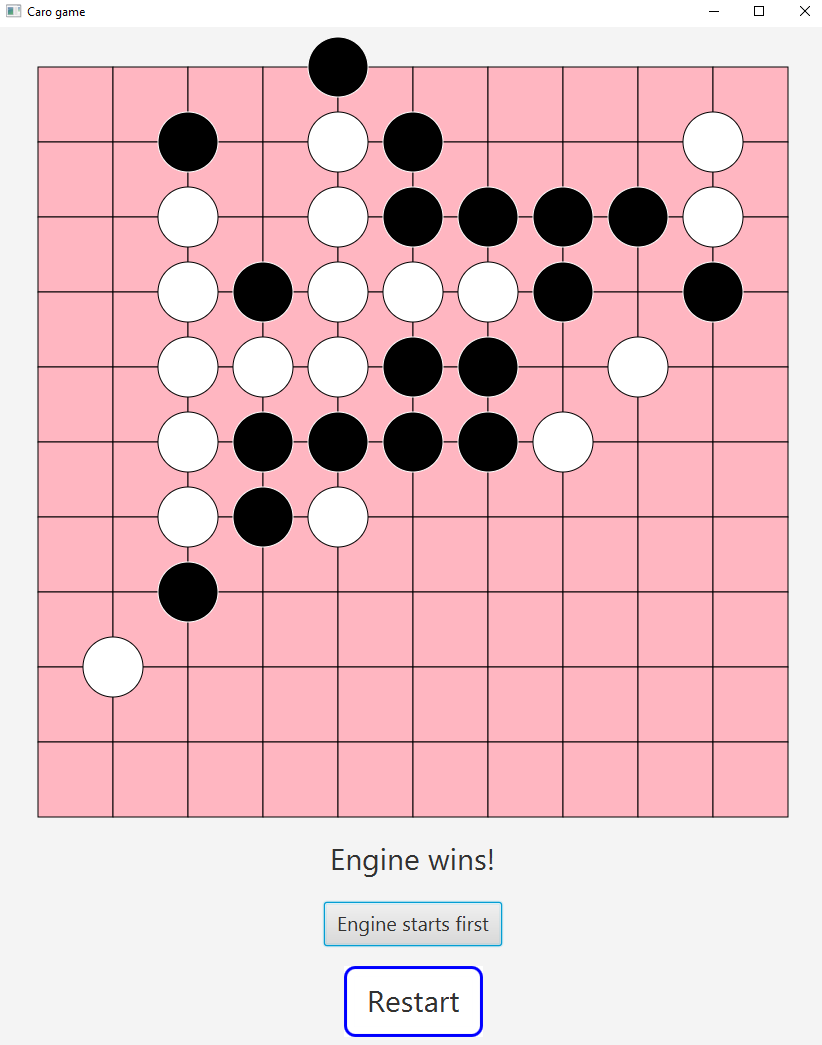 Caro game
Engine wins!
Engine starts first
Restart